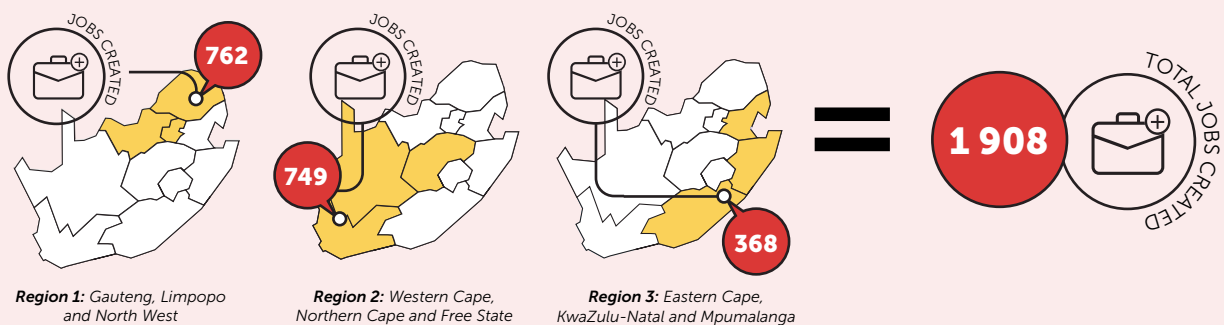 JOBS CREATED
762
Region 1: Gauteng, Limpopo
and North West
JOBS CREATED
749
Region 2: Western Cape,
Northern Cape and Free State
JOBS CREATED
368
Region 3: Eastern Cape,
KwaZulu-Natal and Mpumalanga
=
1 908
TOTAL JOBS CREATED